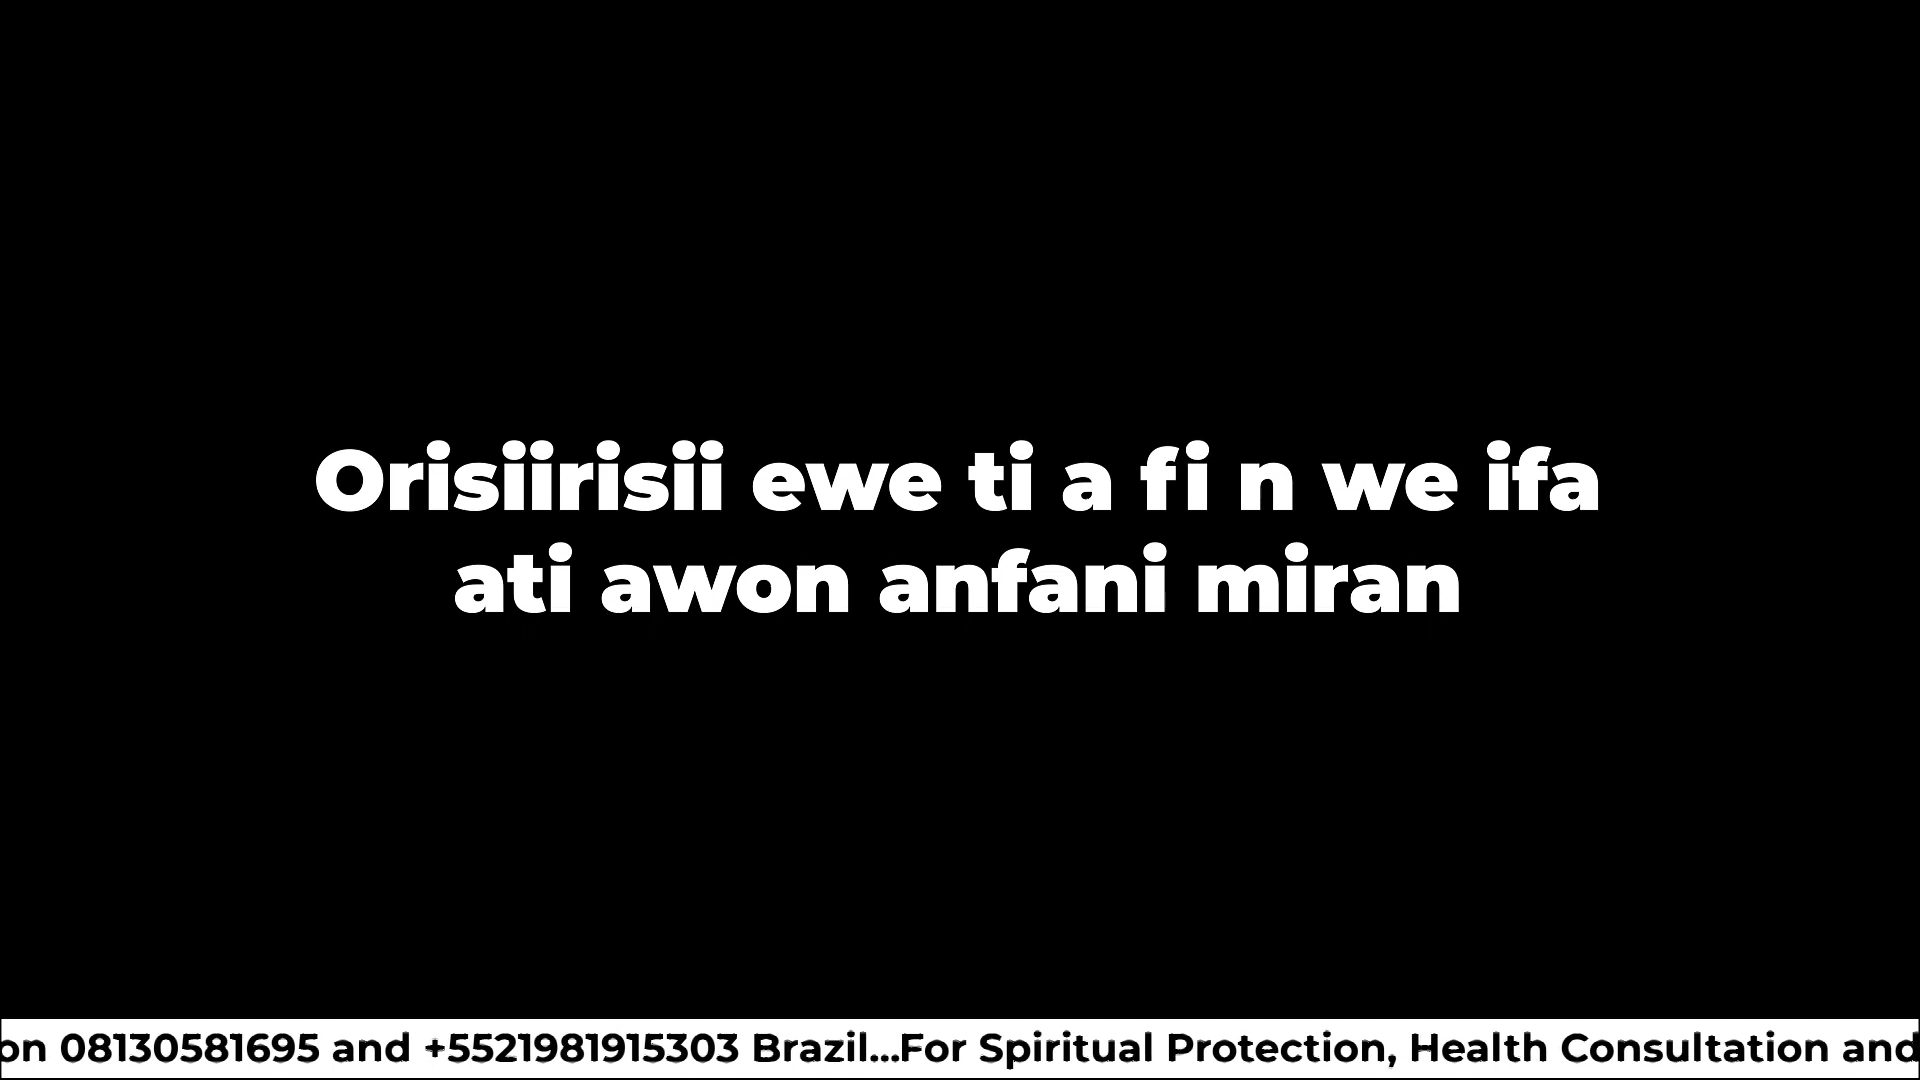 Orisiirisii ewe ti a fi n we ifa
ati awon anfani miran
on 08130581695 and +5521981915303 Brazil...For Spiritual Protection, Health Consultation and